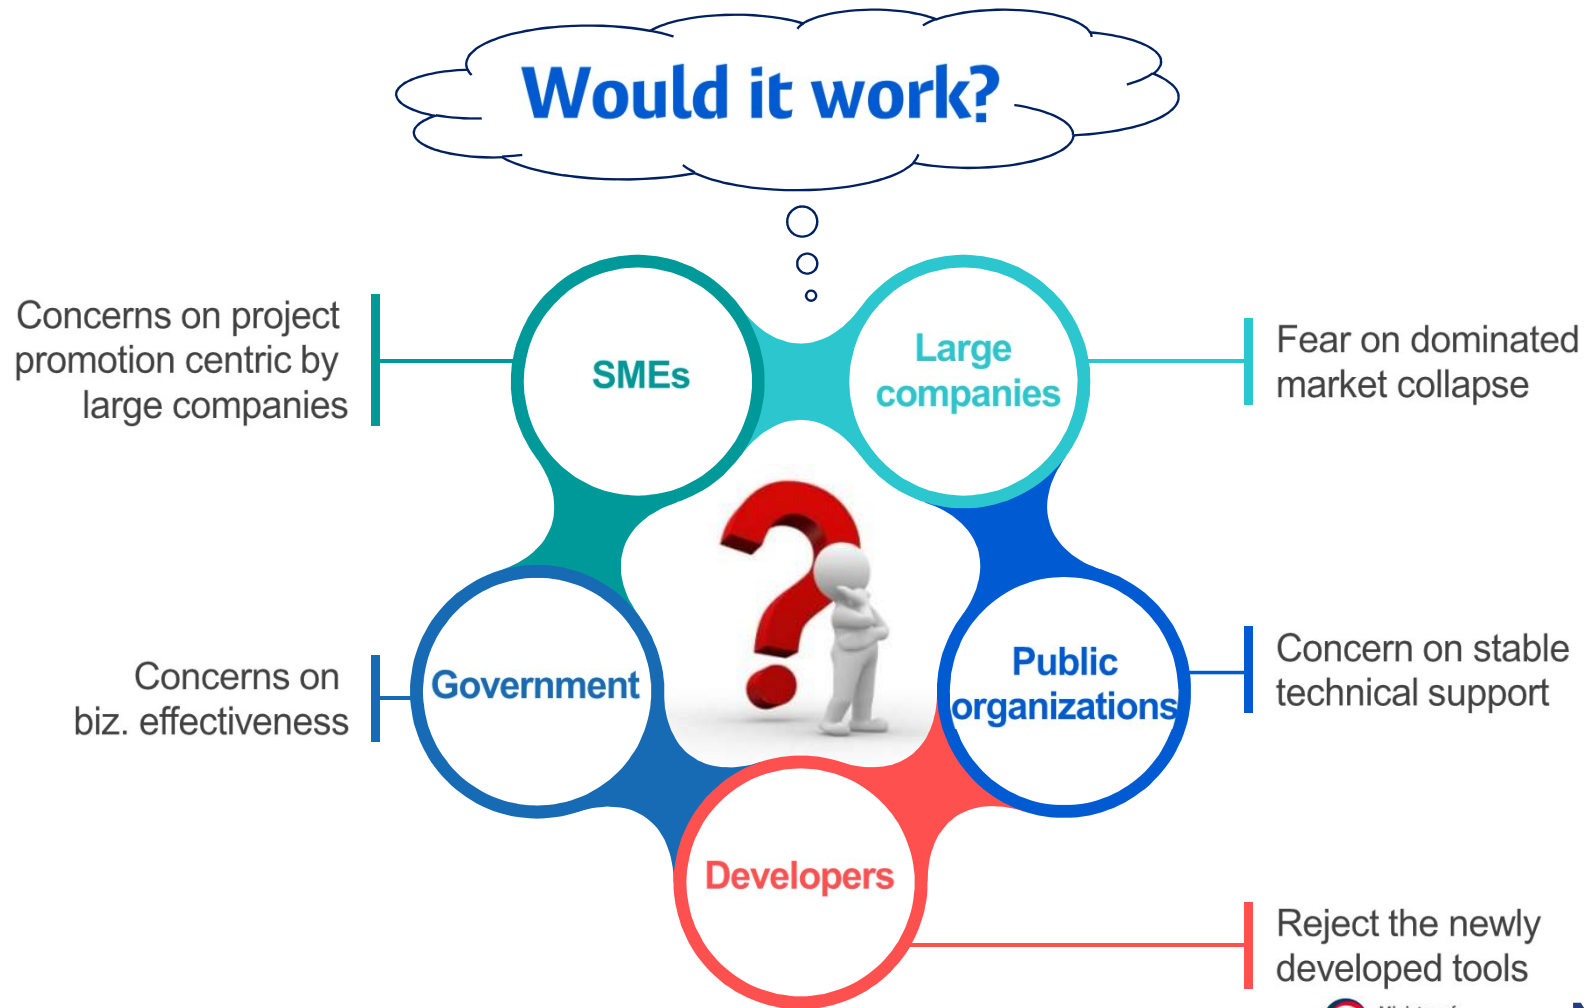 Would it work?
Concerns on project
promotion centric by
large companies
SMEs
Large
companies
Fear on dominated
market collapse
Concerns on
biz. effectiveness
Government
Public
organizations
Concern on stable
technical support
Developers
Reject the newly
developed tools